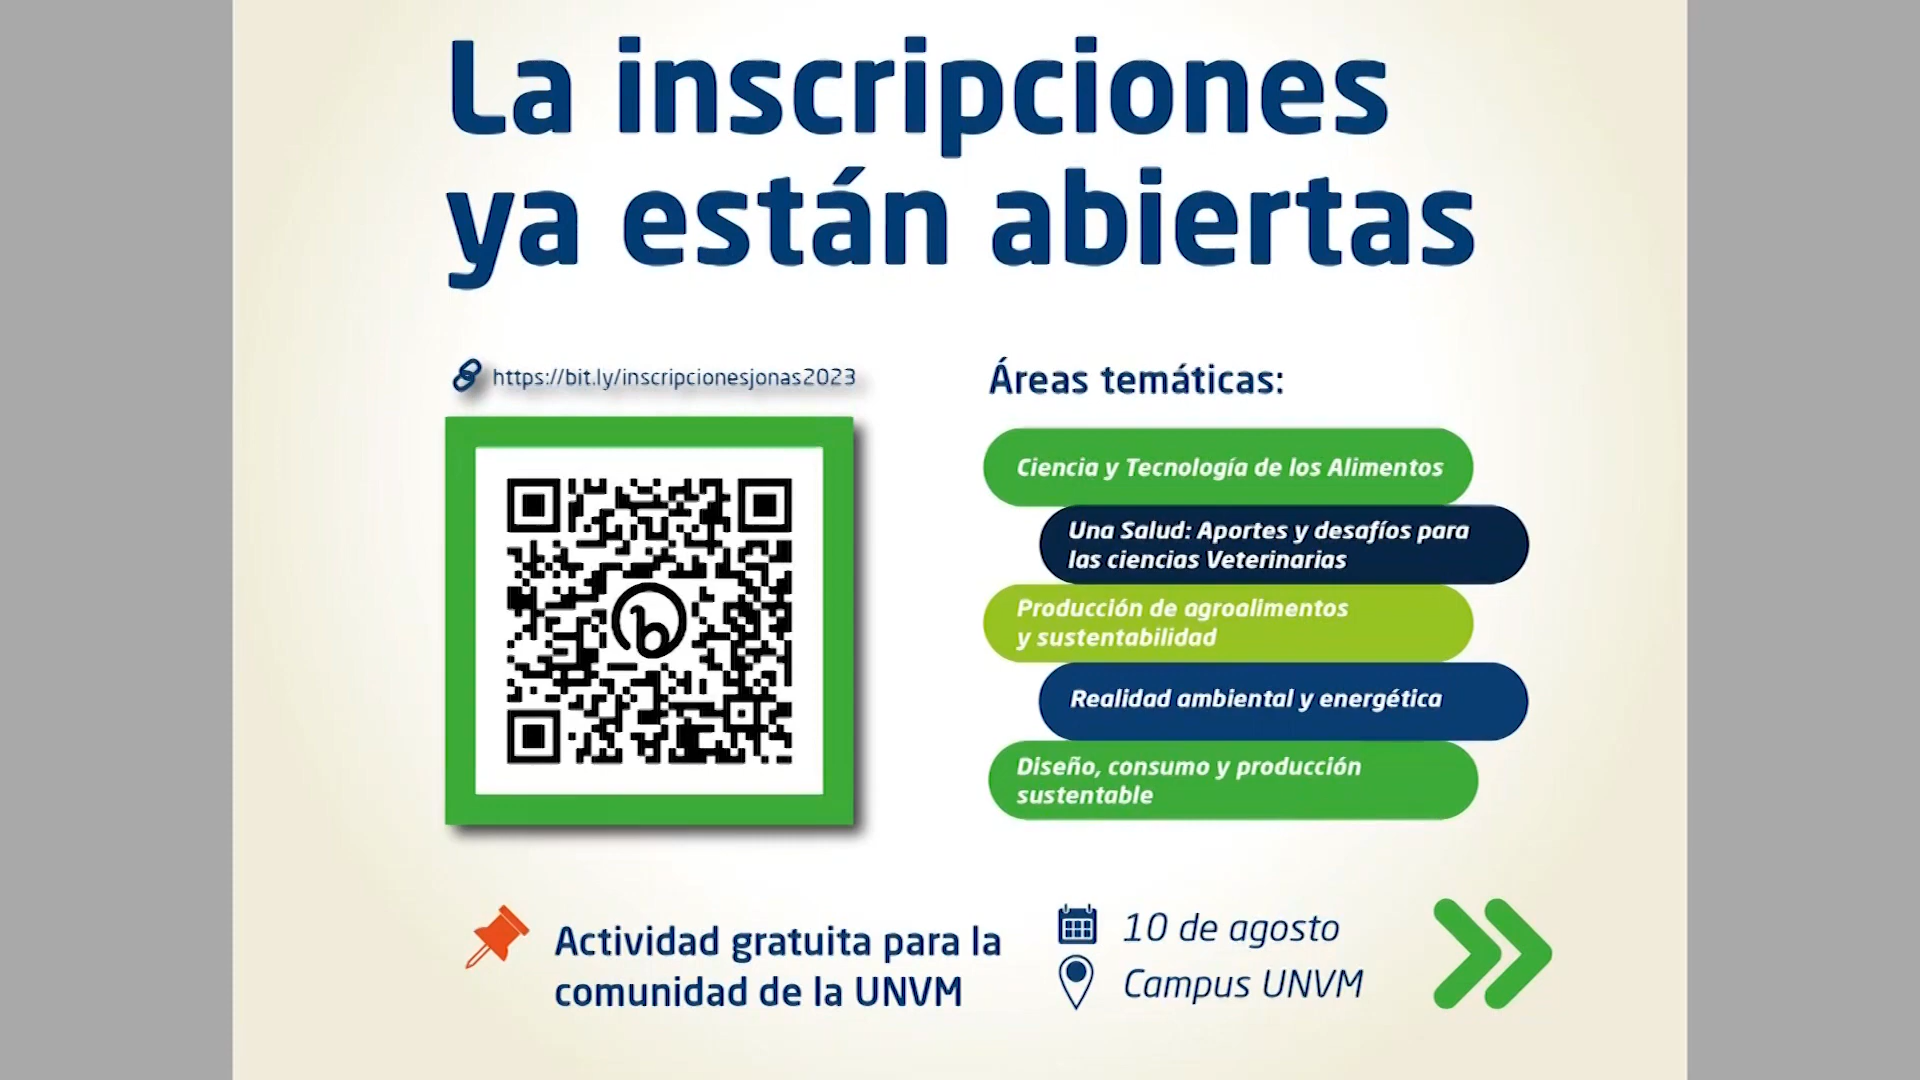 La inscripciones
ya están abiertas
https://bit.ly/inscripcionesjonas2023
Áreas temáticas:
Ciencia y Tecnología de los Alimentos
Una Salud: Aportes y desafíos para
las ciencias Veterinarias
Producción de agroalimentos
y sustentabilidad
Realidad ambiental y energética
Diseño, consumo y producción
sustentable
Actividad gratuita para la
comunidad de la UNVM
10 de agosto
Campus UNVM